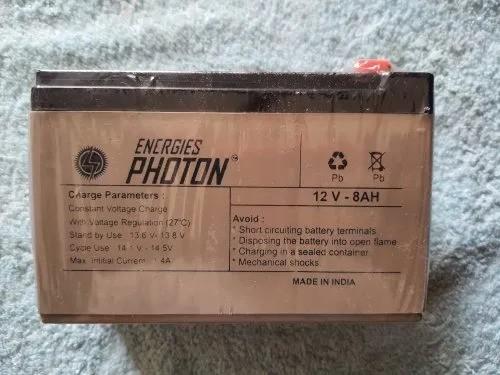 ENERGIES
PHOTON
TM
Pb
Pb
12 V - 8AH
Charge Parameters :
Constant Voltage Charge
With Voltage Regulation (27°C)
Stand by Use : 13.6 V- 13.8 V
Cycle Use : 14.1 V - 14.5V
Max. Initial Current : .4A
Avoid :
* Short circuiting battery terminals.
* Disposing the battery into open flame
* Charging in a sealed container.
* Mechanical shocks
MADE IN INDIA